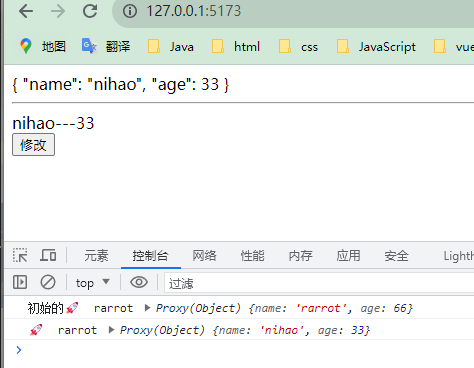 127.0.0.1:5173
地图 翻译 Java html css JavaScript vue
{ "name": "nihao", "age": 33 }
nihao---33
修改
元素 控制台 网络 性能 内存 应用 安全 Lighth
top 过滤
初始的🚀 rarrot ▶ Proxy(Object) {name: 'rarrot', age: 66}
🚀 rarrot ▶ Proxy(Object) {name: 'nihao', age: 33}